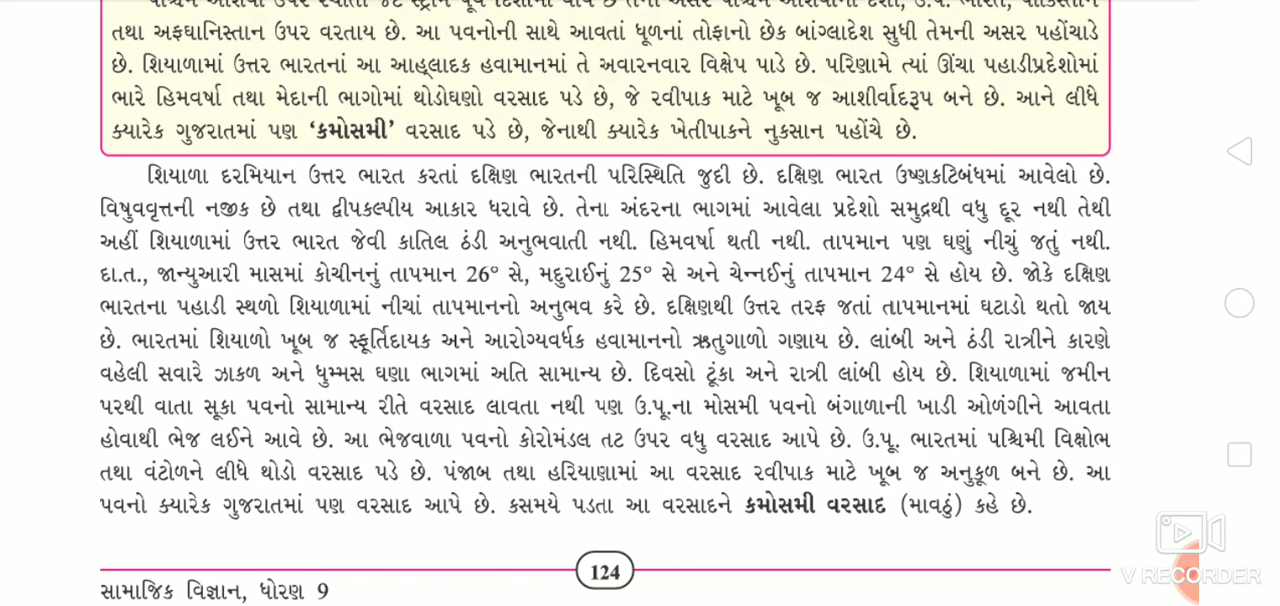 પશ્ચિમ એશિયા ઉપર રચાતી જેટ સ્ટ્રીમ પૂર્વ દિશામાં વાય છે તેની અસર પશ્ચિમ એશિયાના દેશો, ઉ.પ. ભારત, પાકિસ્તાન
તથા અફઘાનિસ્તાન ઉપર વરતાય છે. આ પવનોની સાથે આવતાં ધૂળનાં તોફાનો છેક બાંગ્લાદેશ સુધી તેમની અસર પહોંચાડે
છે. શિયાળામાં ઉત્તર ભારતનાં આ આહ્લાદક હવામાનમાં તે અવારનવાર વિક્ષેપ પાડે છે. પરિણામે ત્યાં ઊંચા પહાડીપ્રદેશોમાં
ભારે હિમવર્ષા તથા મેદાની ભાગોમાં થોડોઘણો વરસાદ પડે છે, જે રવીપાક માટે ખૂબ જ આશીર્વાદરૂપ બને છે. આને લીધે
ક્યારેક ગુજરાતમાં પણ ‘કમોસમી’ વરસાદ પડે છે, જેનાથી ક્યારેક ખેતીપાકને નુકસાન પહોંચે છે.
શિયાળા દરમિયાન ઉત્તર ભારત કરતાં દક્ષિણ ભારતની પરિસ્થિતિ જુદી છે. દક્ષિણ ભારત ઉષ્ણકટિબંધમાં આવેલો છે.
વિષુવવૃત્તની નજીક છે તથા દ્વીપકલ્પીય આકાર ધરાવે છે. તેના અંદરના ભાગમાં આવેલા પ્રદેશો સમુદ્રથી વધુ દૂર નથી તેથી
અહીં શિયાળામાં ઉત્તર ભારત જેવી કાતિલ ઠંડી અનુભવાતી નથી. હિમવર્ષા થતી નથી. તાપમાન પણ ઘણું નીચું જતું નથી.
દા.ત., જાન્યુઆરી માસમાં કોચીનનું તાપમાન 26° સે, મદુરાઈનું 25° સે અને ચેન્નઈનું તાપમાન 24° સે હોય છે. જોકે દક્ષિણ
ભારતના પહાડી સ્થળો શિયાળામાં નીચાં તાપમાનનો અનુભવ કરે છે. દક્ષિણથી ઉત્તર તરફ જતાં તાપમાનમાં ઘટાડો થતો જાય
છે. ભારતમાં શિયાળો ખૂબ જ સ્ફૂર્તિદાયક અને આરોગ્યવર્ધક હવામાનનો ઋતુગાળો ગણાય છે. લાંબી અને ઠંડી રાત્રીને કારણે
વહેલી સવારે ઝાકળ અને ધુમ્મસ ઘણા ભાગમાં અતિ સામાન્ય છે. દિવસો ટૂંકા અને રાત્રી લાંબી હોય છે. શિયાળામાં જમીન
પરથી વાતા સૂકા પવનો સામાન્ય રીતે વરસાદ લાવતા નથી પણ ઉ.પૂ.ના મોસમી પવનો બંગાળાની ખાડી ઓળંગીને આવતા
હોવાથી ભેજ લઈને આવે છે. આ ભેજવાળા પવનો કોરોમંડલ તટ ઉપર વધુ વરસાદ આપે છે. ઉ.પૂ. ભારતમાં પશ્ચિમી વિક્ષોભ
તથા વંટોળને લીધે થોડો વરસાદ પડે છે. પંજાબ તથા હરિયાણામાં આ વરસાદ રવીપાક માટે ખૂબ જ અનુકૂળ બને છે. આ
પવનો ક્યારેક ગુજરાતમાં પણ વરસાદ આપે છે. કસમયે પડતા આ વરસાદને કમોસમી વરસાદ (માવઠું) કહે છે.
124
સામાજિક વિજ્ઞાન, ધોરણ 9
V RECORDER